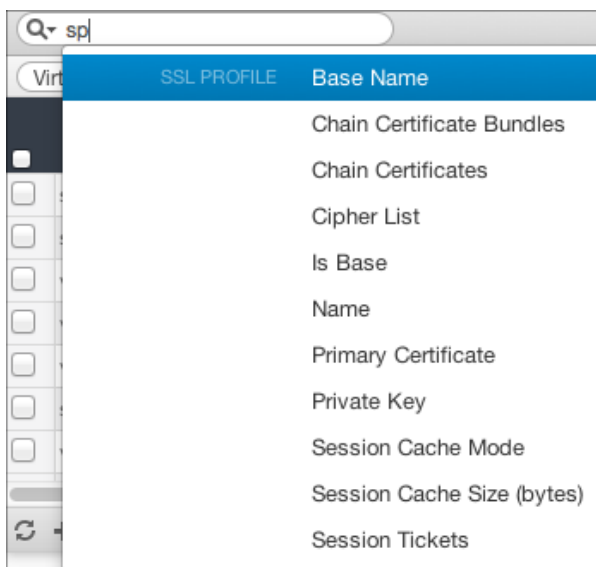 sp
Virt
SSL PROFILE Base Name
Chain Certificate Bundles
Chain Certificates
Cipher List
Is Base
Name
Primary Certificate
Private Key
Session Cache Mode
Session Cache Size (bytes)
Session Tickets